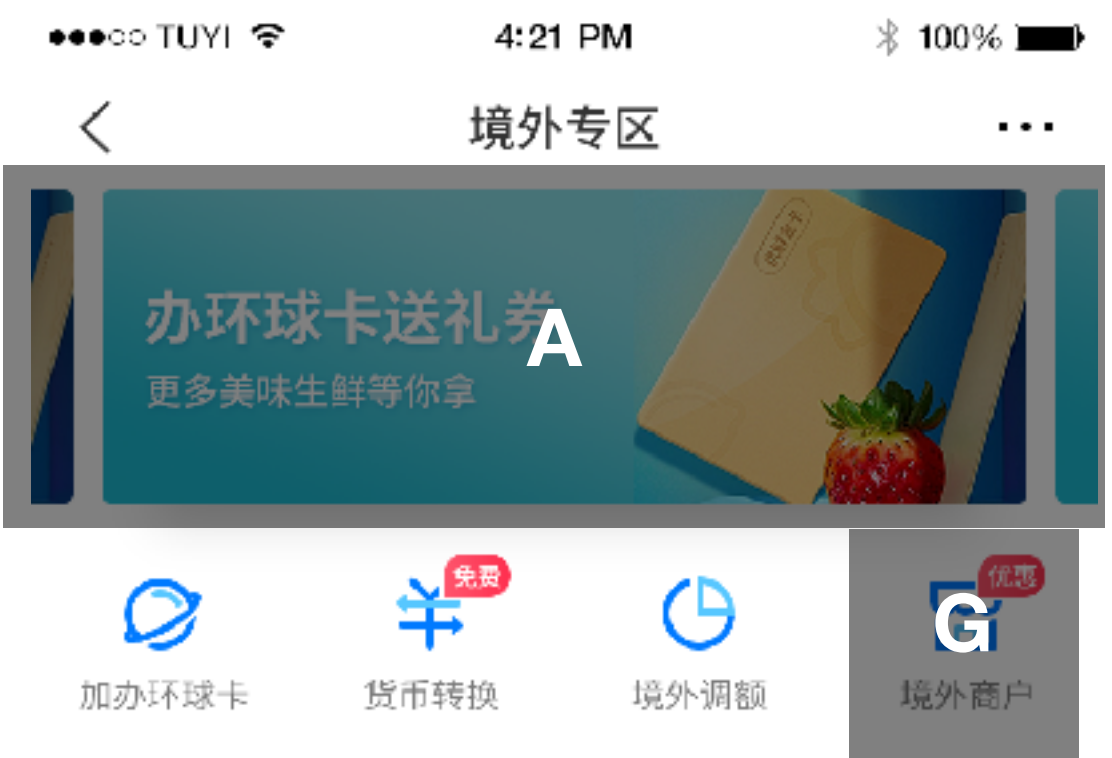 TUYI 4:21 PM 100%
境外专区
办环球卡送礼券
A
更多美味生鲜等你拿
免费 优惠
G
加办环球卡 货币转换 境外调额 境外商户